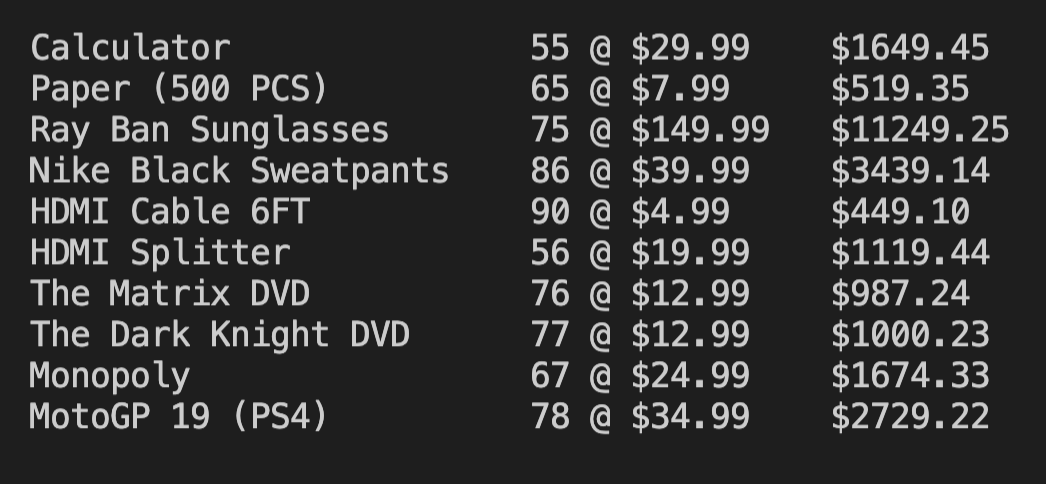 Calculator 55 @ $29.99 $1649.45
Paper (500 PCS) 65 @ $7.99 $519.35
Ray Ban Sunglasses 75 @ $149.99 $11249.25
Nike Black Sweatpants 86 @ $39.99 $3439.14
HDMI Cable 6FT 90 @ $4.99 $449.10
HDMI Splitter 56 @ $19.99 $1119.44
The Matrix DVD 76 @ $12.99 $987.24
The Dark Knight DVD 77 @ $12.99 $1000.23
Monopoly 67 @ $24.99 $1674.33
MotoGP 19 (PS4) 78 @ $34.99 $2729.22